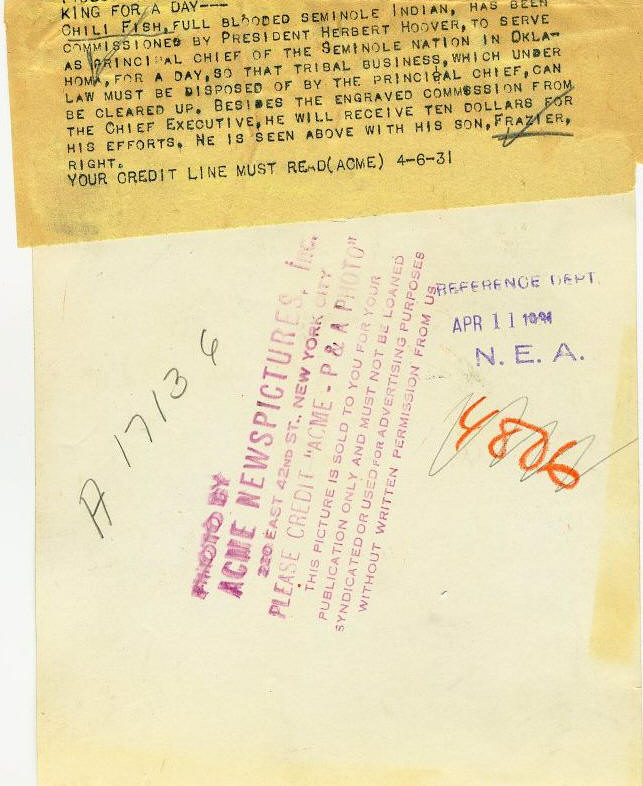 KING FOR A DAY---
CHILI FISH, FULL BLOODED SEMINOLE INDIAN, HAS BEEN
COMMISSIONED BY PRESIDENT HERBERT HOOVER, TO SERVE
AS PRINCIPAL CHIEF OF THE SEMINOLE NATION IN OKLA-
HOMA, FOR A DAY, SO THAT TRIBAL BUSINESS, WHICH UNDER
LAW MUST BE DISPOSED OF BY THE PRINCIPAL CHIEF, CAN
BE CLEARED UP. BESIDES THE ENGRAVED COMMSSION FROM
THE CHIEF EXECUTIVE, HE WILL RECEIVE TEN DOLLARS FOR
HIS EFFORTS. HE IS SEEN ABOVE WITH HIS SON, FRAZIER,
RIGHT.
YOUR CREDIT LINE MUST READ(ACME) 4-6-31
REFERENCE DEPT.
APR 11 1931
N. E. A.
4806
A 17136
PHOTO BY
ACME NEWSPICTURES, Inc.
220 EAST 42ND ST., NEW YORK CITY
PLEASE CREDIT "ACME - P & A PHOTO"
THIS PICTURE IS SOLD TO YOU FOR YOUR
PUBLICATION ONLY AND MUST NOT BE LOANED
SYNDICATED OR USED FOR ADVERTISING PURPOSES
WITHOUT WRITTEN PERMISSION FROM US.